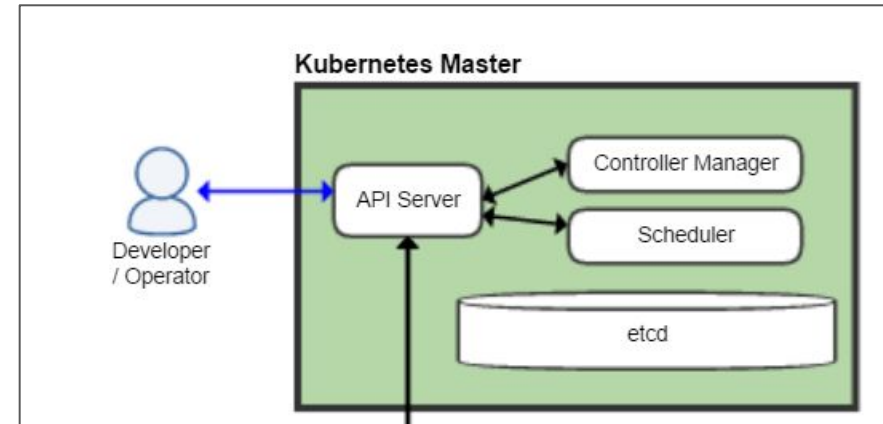 Kubernetes Master
Controller Manager
API Server
Scheduler
Developer
/ Operator
etcd